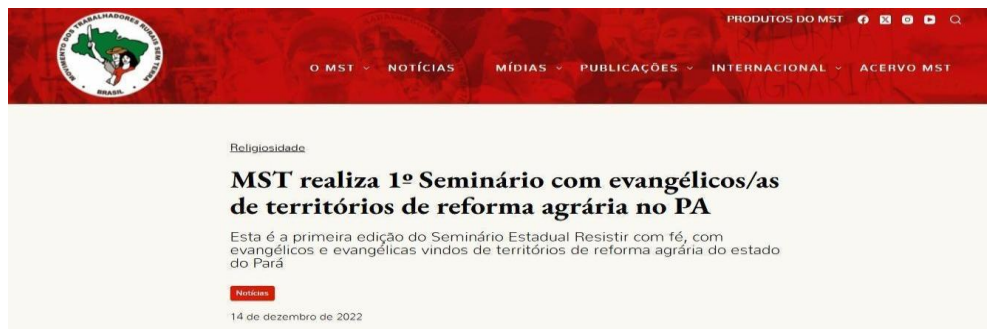 MOVIMENTO DOS TRABALHADORES RURAIS SEM TERRA
BRASIL
PRODUTOS DO MST
O MST NOTÍCIAS MÍDIAS PUBLICAÇÕES INTERNACIONAL ACERVO MST
Religiosidade
MST realiza 1º Seminário com evangélicos/as
de territórios de reforma agrária no PA
Esta é a primeira edição do Seminário Estadual Resistir com fé, com
evangélicos e evangélicas vindos de territórios de reforma agrária do estado
do Pará
Notícias
14 de dezembro de 2022